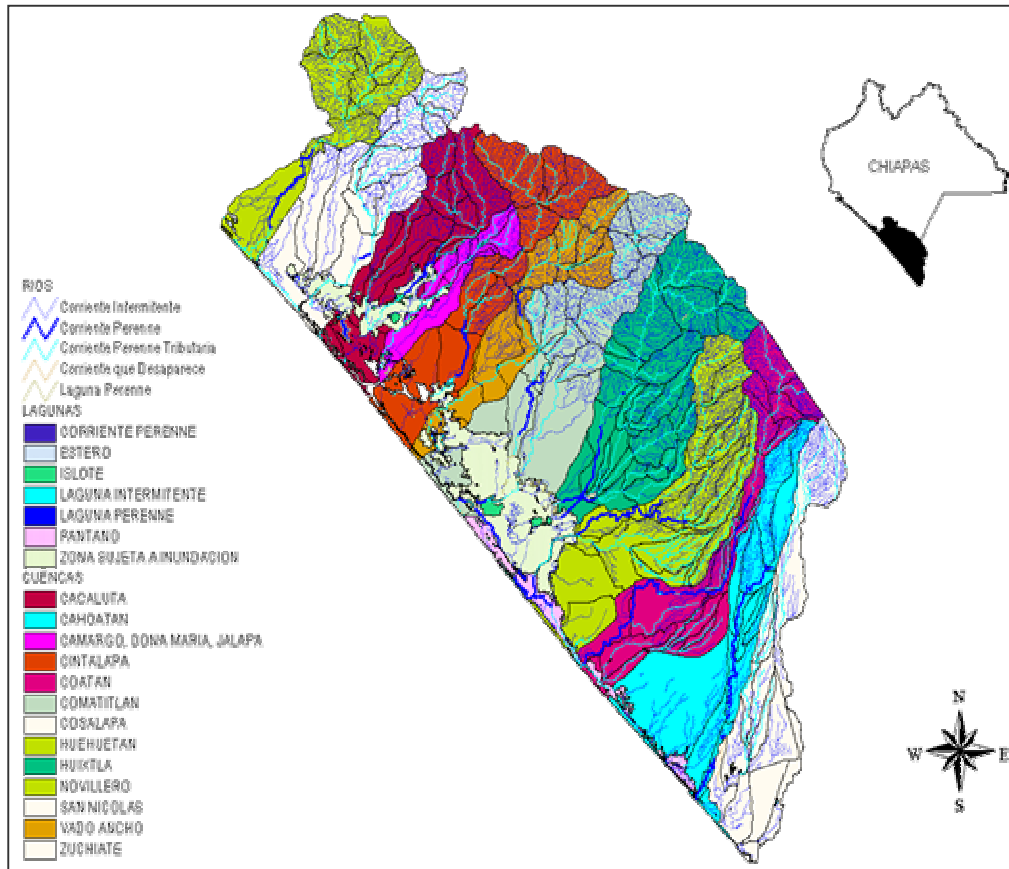 CHIAPAS
RIOS
Corriente Intermitente
Corriente Perenne
Corriente Perenne Tributaria
Corriente que Desaparece
Laguna Perenne
LAGUNAS
CORRIENTE PERENNE
ESTERO
ISLOTE
LAGUNA INTERMITENTE
LAGUNA PERENNE
PANTANO
ZONA SUJETA A INUNDACION
CUENCAS
CACALUTA
CAHOATAN
CAMARGO, DONA MARIA, JALAPA
CINTALAPA
COATAN
COMATITLAN
COSALAPA
HUEHUETAN
HUIXTLA
NOVILLERO
SAN NICOLAS
VADO ANCHO
ZUCHIATE
N
W E
S